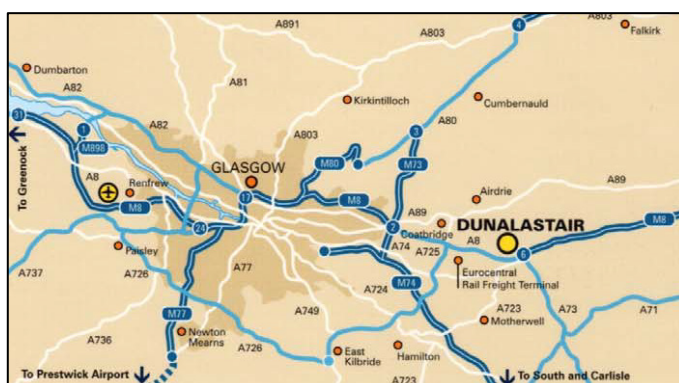 A891
4
A803
Falkirk
A803
Dumbarton
A82
A81
Kirkintilloch
Cumbernauld
31
1
A82
A803
3
A80
M898
GLASGOW
M80
M73
To Greenock
A8
Renfrew
17
Airdrie
A89
M8
M8
A89
24
2
Coatbridge
DUNALASTAIR
M8
Paisley
A74
A725
A8
6
A737
A726
A77
M74
Eurocentral
Rail Freight Terminal
A724
M77
A749
A723
A73
A71
Newton
Mearns
Motherwell
A736
A726
East
Kilbride
Hamilton
To Prestwick Airport
A723
To South and Carlisle